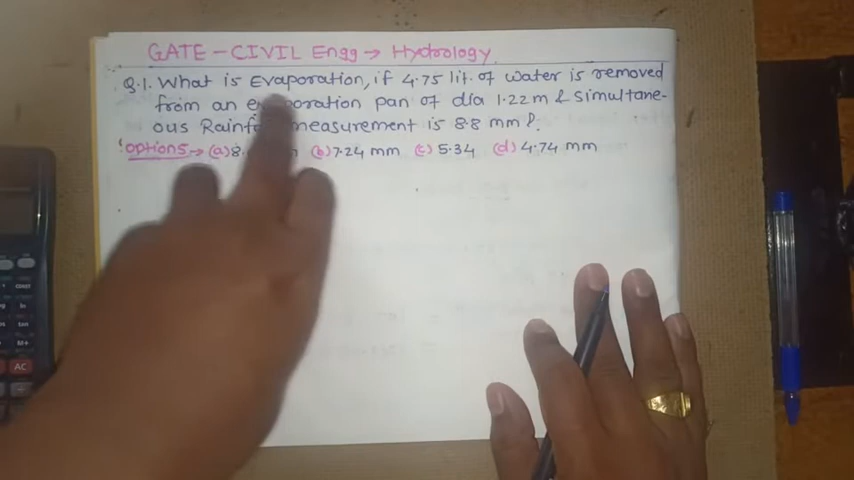 GATE - CIVIL Engg → Hydrology
Q.1. What is Evaporation, if 4.75 lit. of water is removed
from an evaporation pan of dia 1.22 m & simultane-
ous measurement is 8.8 mm ?.
options → (a) 8. (b) 7.24 mm (c) 5.34 (d) 4.74 mm
AC
M+